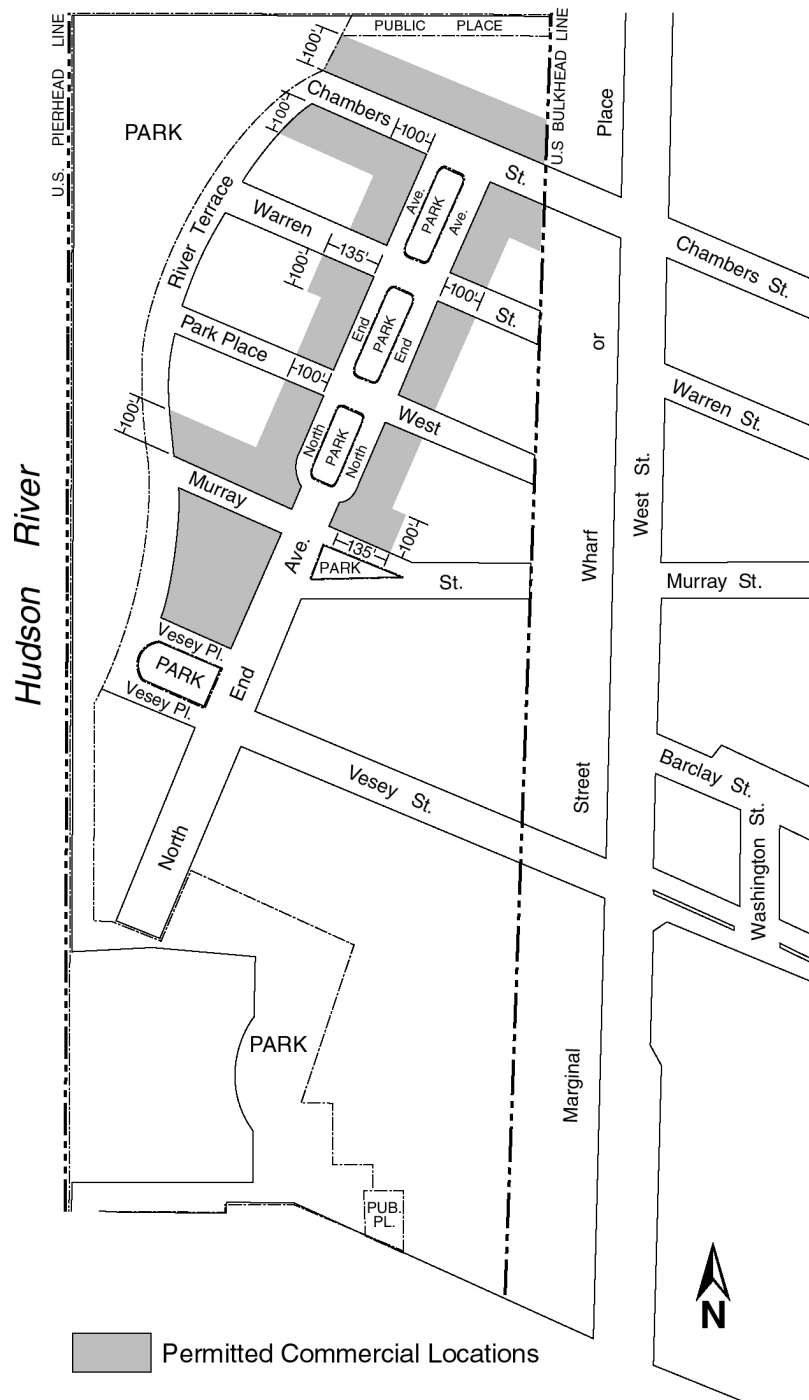 PUBLIC PLACE
U.S. PIERHEAD LINE
U.S BULKHEAD LINE
-100'-
PARK
Place
-100'-
Chambers
-100'-
St.
Ave.
PARK
Ave.
River Terrace
Warren
-135'-
-100'-
Chambers St.
-100'-
St.
End
PARK
End
or
Park Place
-100'-
Warren St.
-100'-
West
North
PARK
North
West St.
Hudson River
Murray
Ave.
-135'-
-100'-
PARK
St.
Wharf
Murray St.
Vesey Pl.
PARK
Vesey Pl.
End
Barclay St.
Vesey St.
Street
Washington St.
North
PARK
Marginal
PUB.
PL.
N
Permitted Commercial Locations